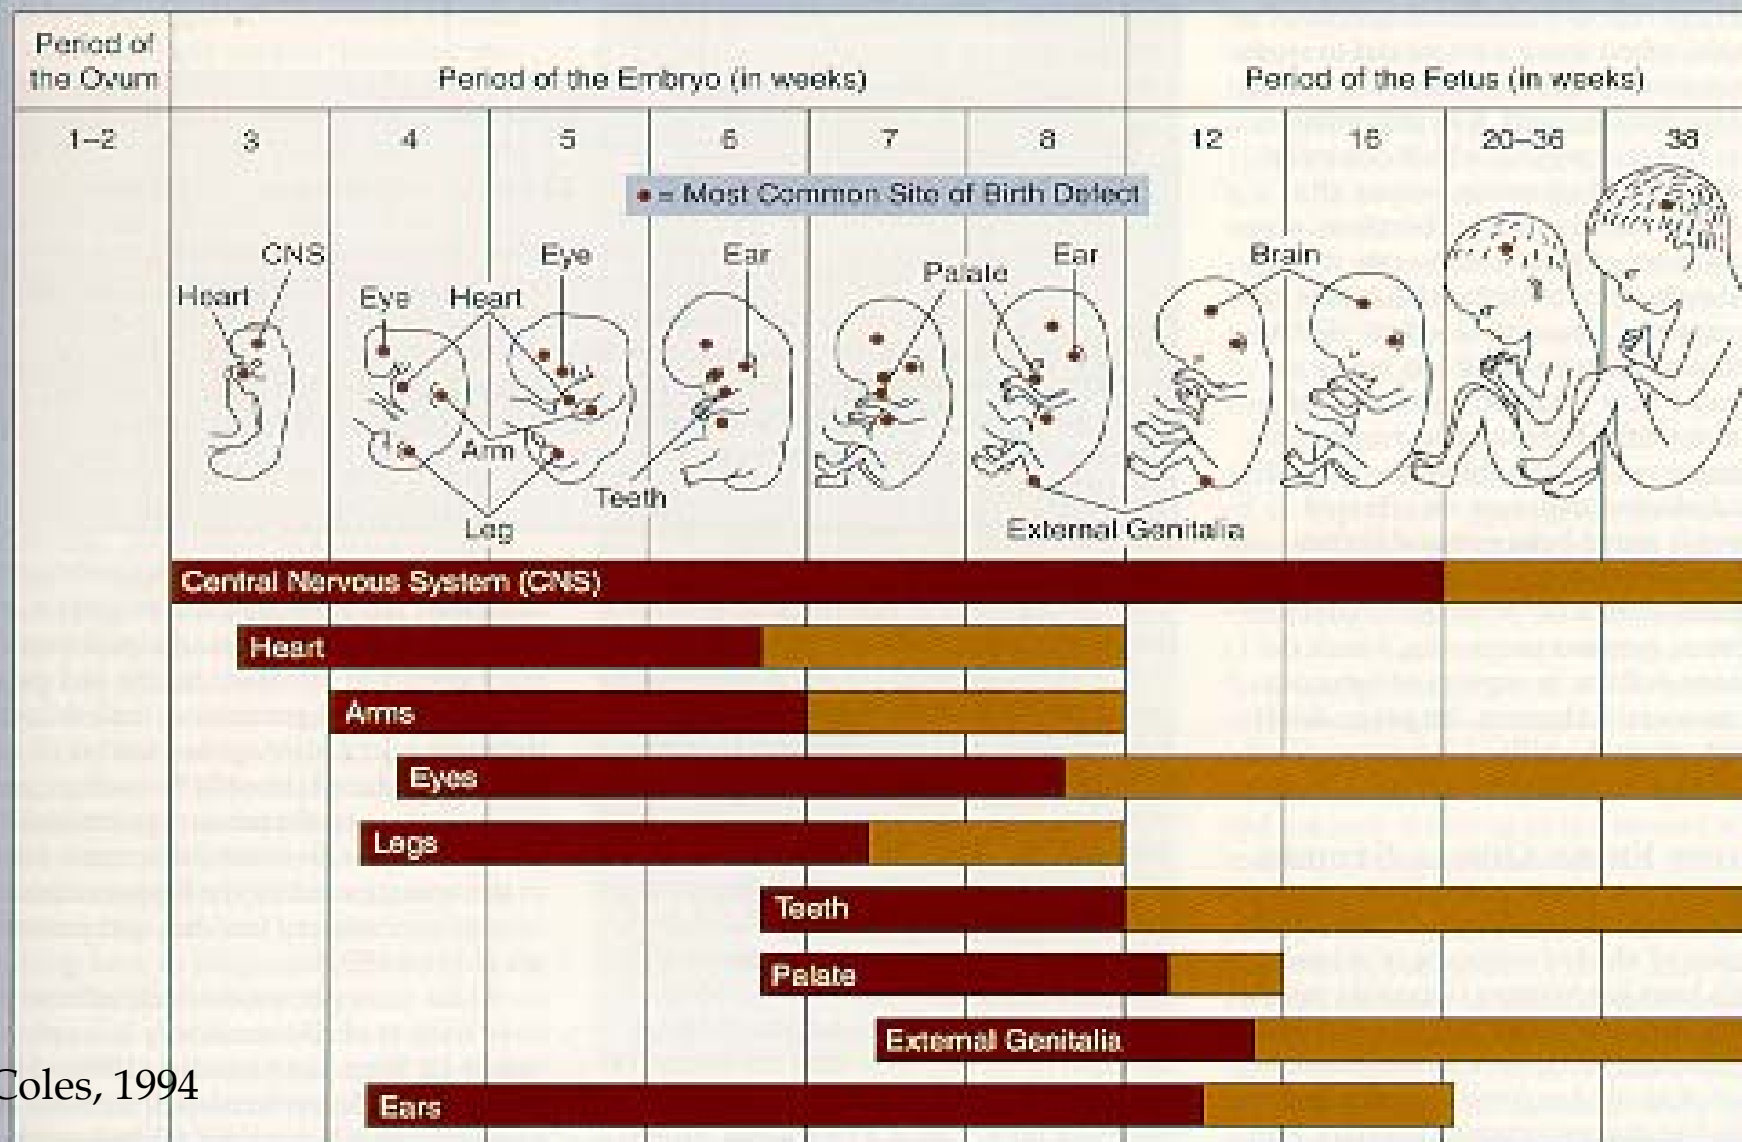 Period of
the Ovum
Period of the Embryo (in weeks)
Period of the Fetus (in weeks)
1–2
3
4
5
6
7
8
12
16
20–36
38
• = Most Common Site of Birth Defect
CNS
Heart
Eye
Heart
Eye
Ear
Palate
Ear
Brain
Arm
Teeth
Leg
External Genitalia
Central Nervous System (CNS)
Heart
Arms
Eyes
Legs
Teeth
Palate
External Genitalia
Ears
Coles, 1994